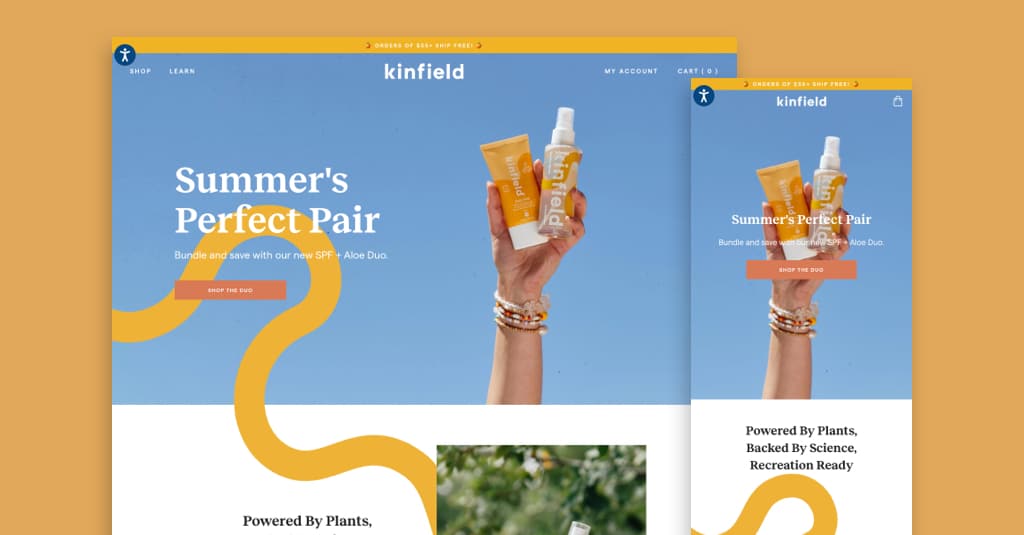 ORDERS OF $55+ SHIP FREE!
SHOP
LEARN
kinfield
MY ACCOUNT
CART ( 0 )
kinfield
kinfield
Summer's
Perfect Pair
Bundle and save with our new SPF + Aloe Duo.
SHOP THE DUO
Powered By Plants,
ORDERS OF $55+ SHIP FREE!
kinfield
kinfield
kinfield
Summer's Perfect Pair
Bundle and save with our new SPF + Aloe Duo.
SHOP THE DUO
Powered By Plants,
Backed By Science,
Recreation Ready